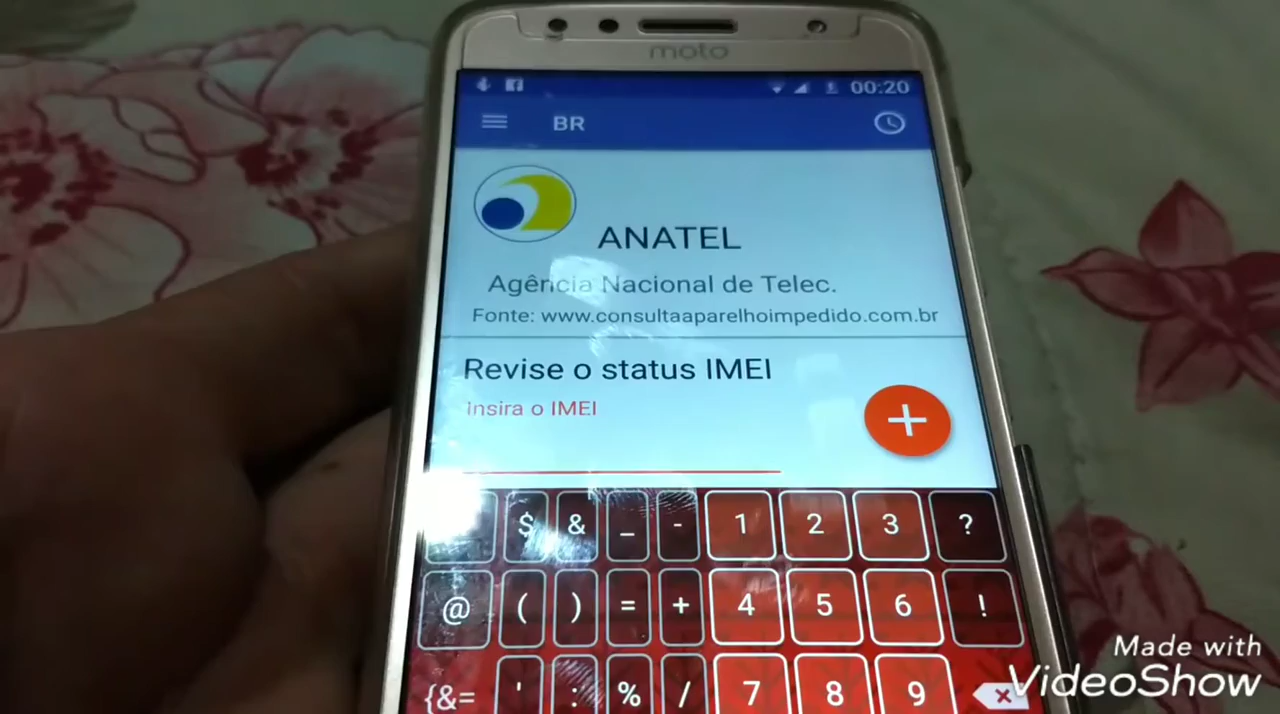 moto
00:20
BR
ANATEL
Agência Nacional de Telec.
Fonte: www.consultaaparelhoimpedido.com.br
Revise o status IMEI
Insira o IMEI
+
$ & _ - 1 2 3 ?
@ ( ) = + 4 5 6 !
{&= ' : % / 7 8 9
Made with
VideoShow